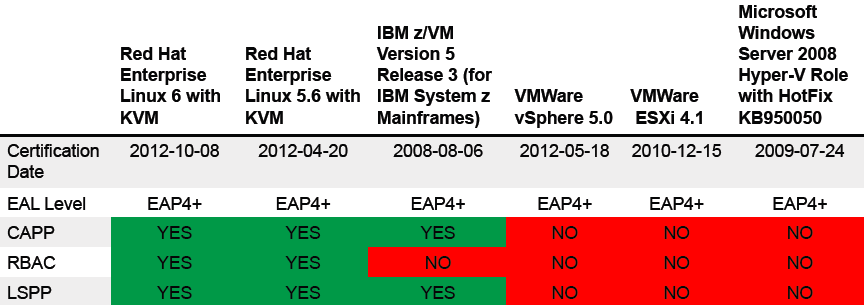 Red Hat Enterprise Linux 6 with KVM
Red Hat Enterprise Linux 5.6 with KVM
IBM z/VM Version 5 Release 3 (for IBM System z Mainframes)
VMWare vSphere 5.0
VMWare ESXi 4.1
Microsoft Windows Server 2008 Hyper-V Role with HotFix KB950050
Certification Date 2012-10-08 2012-04-20 2008-08-06 2012-05-18 2010-12-15 2009-07-24
EAL Level EAP4+ EAP4+ EAP4+ EAP4+ EAP4+ EAP4+
CAPP YES YES YES NO NO NO
RBAC YES YES NO NO NO NO
LSPP YES YES YES NO NO NO